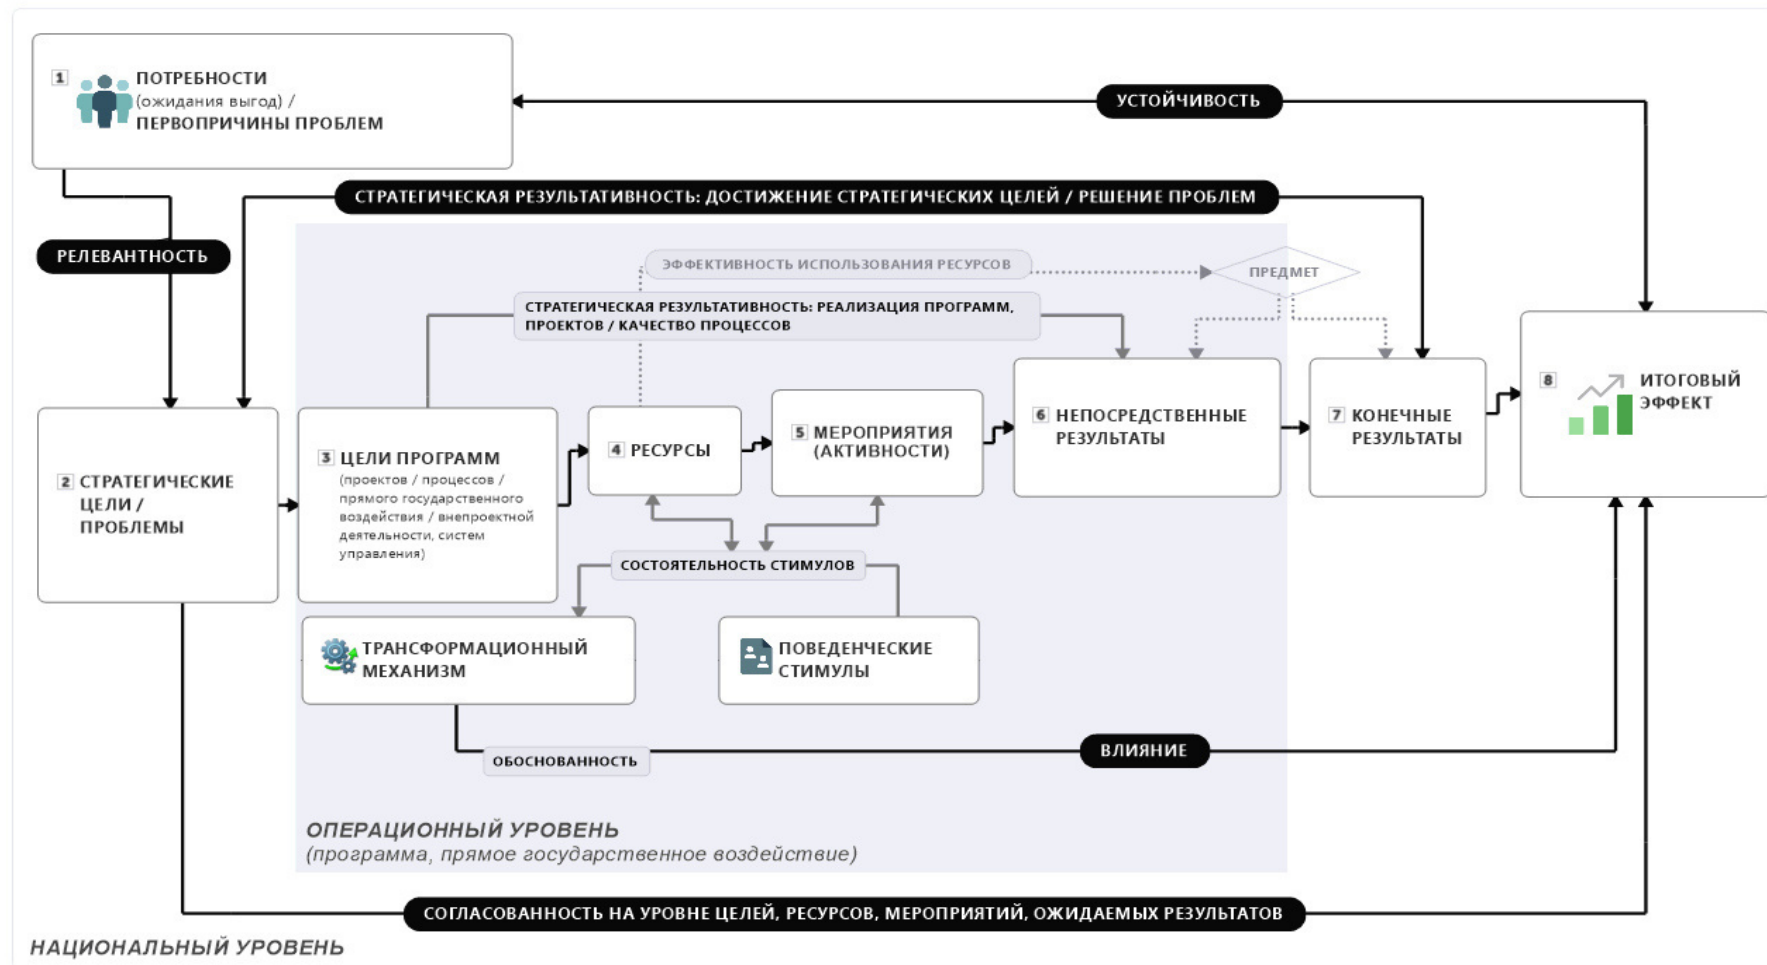 1
ПОТРЕБНОСТИ
(ожидания выгод) /
ПЕРВОПРИЧИНЫ ПРОБЛЕМ
УСТОЙЧИВОСТЬ
СТРАТЕГИЧЕСКАЯ РЕЗУЛЬТАТИВНОСТЬ: ДОСТИЖЕНИЕ СТРАТЕГИЧЕСКИХ ЦЕЛЕЙ / РЕШЕНИЕ ПРОБЛЕМ
РЕЛЕВАНТНОСТЬ
ЭФФЕКТИВНОСТЬ ИСПОЛЬЗОВАНИЯ РЕСУРСОВ
ПРЕДМЕТ
СТРАТЕГИЧЕСКАЯ РЕЗУЛЬТАТИВНОСТЬ: РЕАЛИЗАЦИЯ ПРОГРАММ,
ПРОЕКТОВ / КАЧЕСТВО ПРОЦЕССОВ
2 СТРАТЕГИЧЕСКИЕ
ЦЕЛИ /
ПРОБЛЕМЫ
3 ЦЕЛИ ПРОГРАММ
(проектов / процессов /
прямого государственного
воздействия / внепроектной
деятельности, систем
управления)
4 РЕСУРСЫ
5 МЕРОПРИЯТИЯ
(АКТИВНОСТИ)
6 НЕПОСРЕДСТВЕННЫЕ
РЕЗУЛЬТАТЫ
7 КОНЕЧНЫЕ
РЕЗУЛЬТАТЫ
8 ИТОГОВЫЙ
ЭФФЕКТ
СОСТОЯТЕЛЬНОСТЬ СТИМУЛОВ
ТРАНСФОРМАЦИОННЫЙ
МЕХАНИЗМ
ПОВЕДЕНЧЕСКИЕ
СТИМУЛЫ
ОБОСНОВАННОСТЬ
ВЛИЯНИЕ
ОПЕРАЦИОННЫЙ УРОВЕНЬ
(программа, прямое государственное воздействие)
СОГЛАСОВАННОСТЬ НА УРОВНЕ ЦЕЛЕЙ, РЕСУРСОВ, МЕРОПРИЯТИЙ, ОЖИДАЕМЫХ РЕЗУЛЬТАТОВ
НАЦИОНАЛЬНЫЙ УРОВЕНЬ